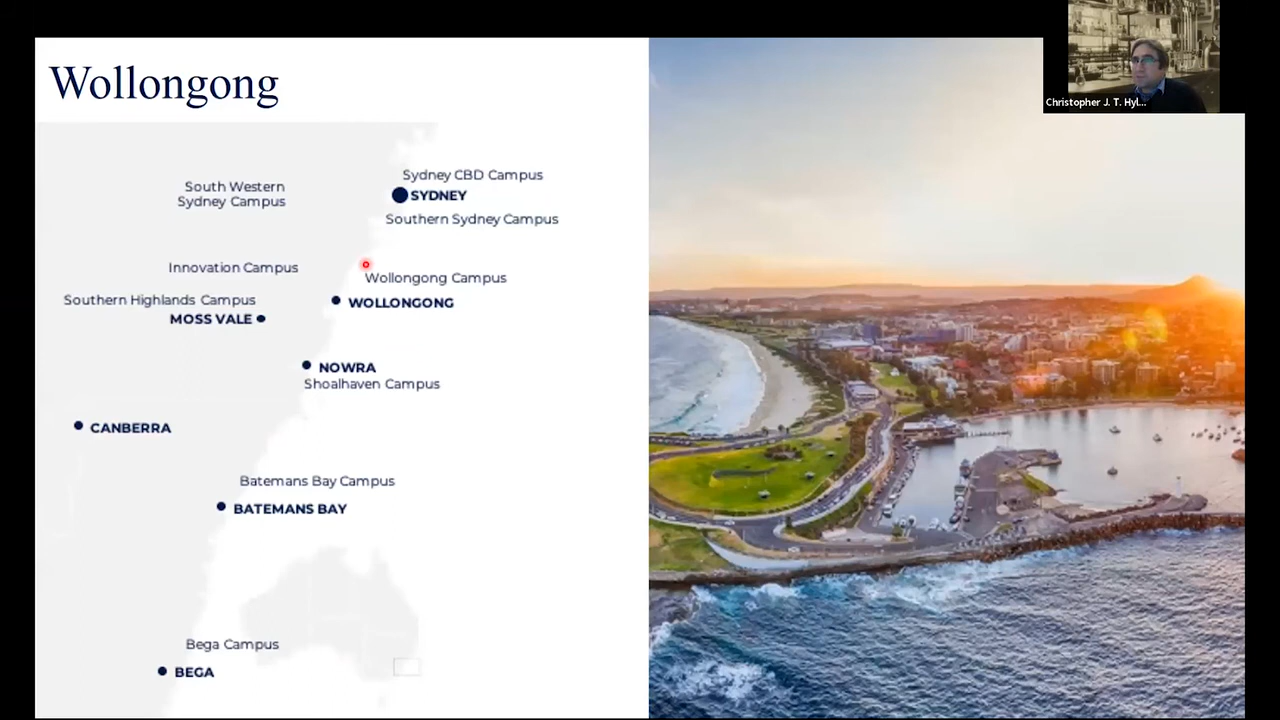 Wollongong
Christopher J. T. Hyl...
Sydney CBD Campus
South Western
Sydney Campus
SYDNEY
Southern Sydney Campus
Innovation Campus
Wollongong Campus
Southern Highlands Campus
WOLLONGONG
MOSS VALE
NOWRA
Shoalhaven Campus
CANBERRA
Batemans Bay Campus
BATEMANS BAY
Bega Campus
BEGA